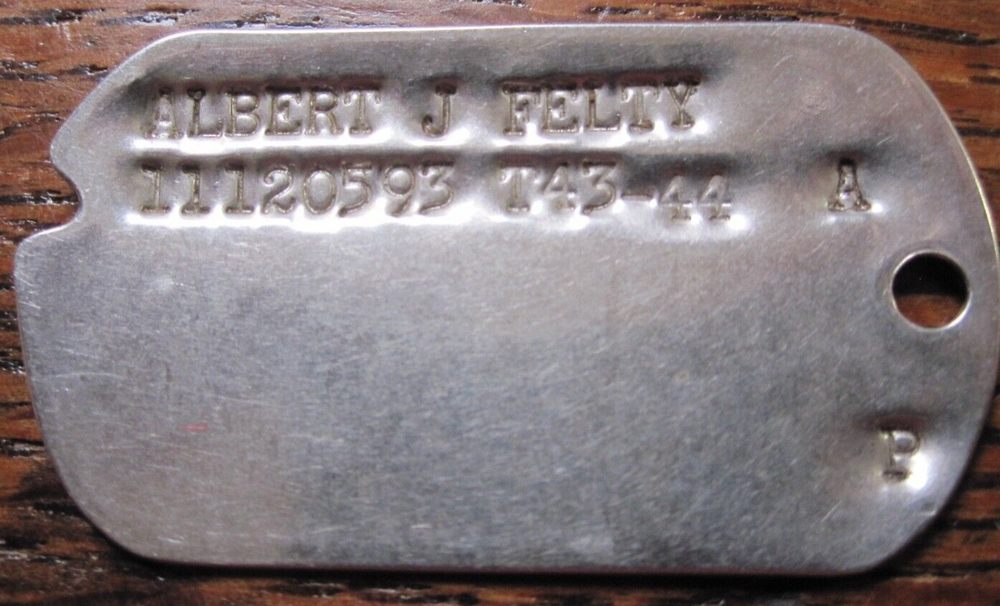 ALBERT J FELTY
11120593 T43-44 A
P